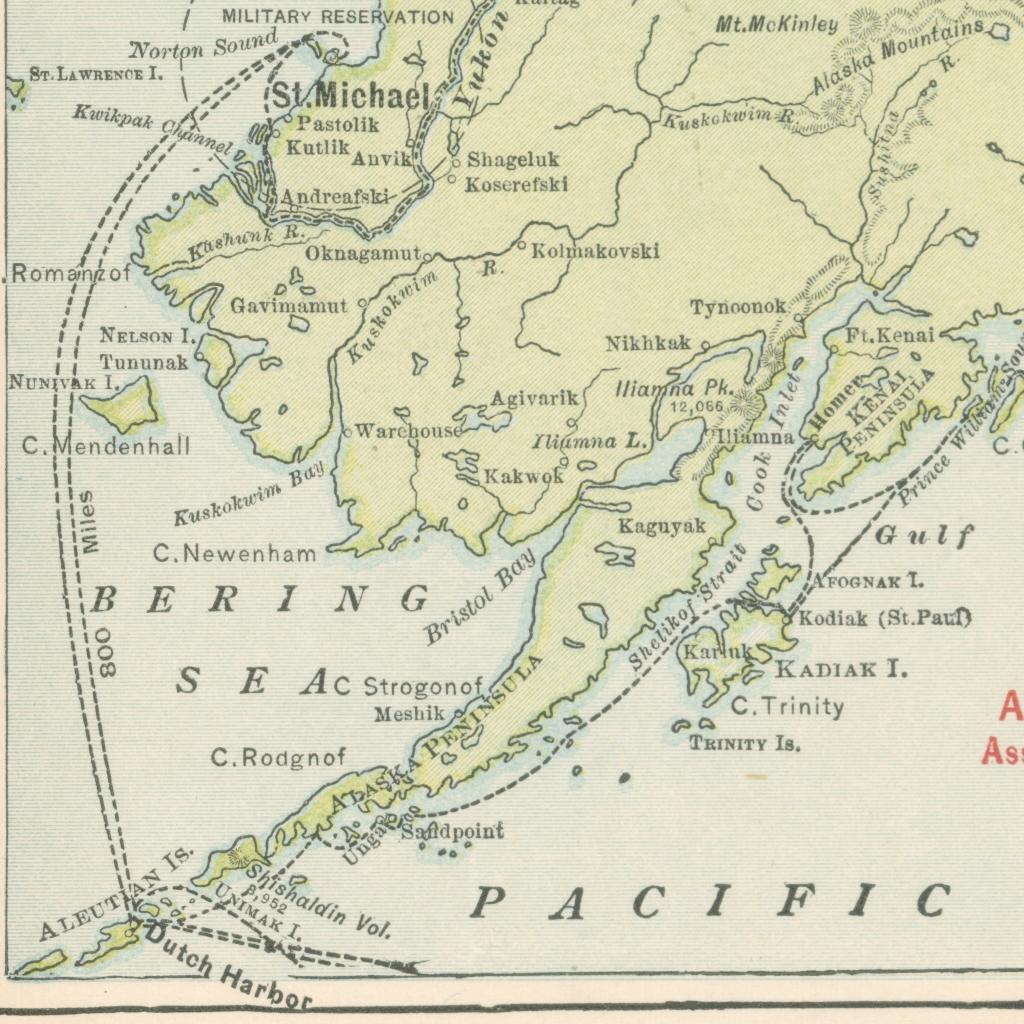 Kaltag
MILITARY RESERVATION
Norton Sound
Mt.McKinley
Alaska Mountains
ST.LAWRENCE I.
St.Michael
Yukon
R.
Kwikpak Channel
Pastolik
Kutlik
Anvik
Kuskokwim R.
Shageluk
Koserefski
Sushitna
Andreafski
Kashunk R.
Oknagamut
Kolmakovski
R.
Romanzof
Kuskokwim
Gavimamut
Tynoonok
NELSON I.
Tununak
Nikhkak
Ft.Kenai
NUNIVAK I.
Iliamna Pk.
12,066
Agivarik
Homer
KENAI
PENINSULA
C.Mendenhall
Warehouse
Iliamna L.
Iliamna
Cook Inlet
Prince William Sou
C.
Kakwok
Kuskokwim Bay
Kaguyak
C.Newenham
Gulf
Bristol Bay
Shelikof Strait
AFOGNAK I.
BERING
Kodiak (St.Paul)
800 Miles
SEA
Karluk
KADIAK I.
C Strogonof
Meshik
C.Trinity
A
TRINITY Is.
Ass
C.Rodgnof
ALASKA PENINSULA
Unga
Sandpoint
ALEUTIAN Is.
Shishaldin Vol.
8,952
UNIMAK I.
PACIFIC
Dutch Harbor